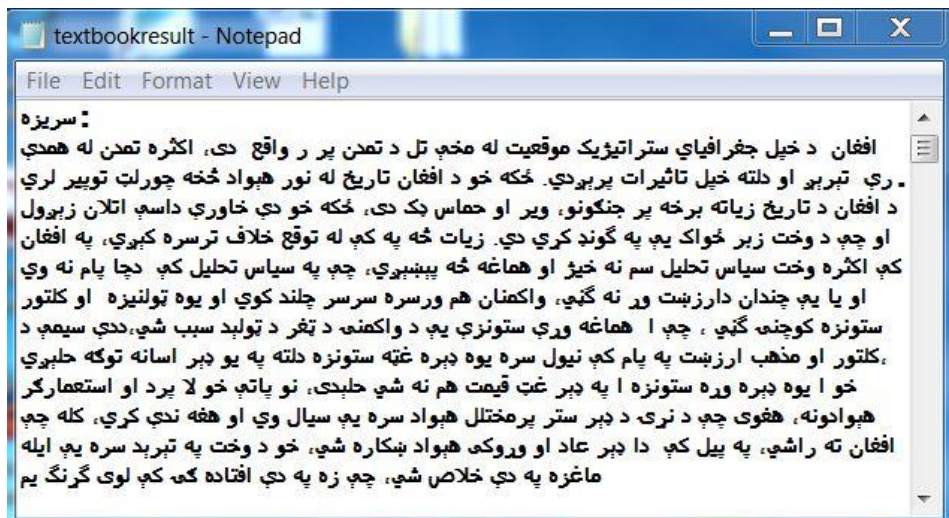 textbookresult - Notepad
File Edit Format View Help
سریزه:
افغان د خپل جغرافیاي ستراتیژیک موقعیت له مخې تل د تمدن پر ر واقع دی، اکثره تمدن له همدې
رې تېرېږ او دلته خپل تاثیرات پرېږدي. ځکه خو د افغان تاریخ له نور هېواد څخه چورلټ توپیر لري.
د افغان د تاریخ زیاته برخه پر جنګونو، ویر او حماس ډک دی، ځکه خو دې خاورې داسې اتلان زېږول
او چې د وخت زبر ځواک یې په ګونډ کړي دي. زیات څه په کې له توقع خلاف ترسره کېږي، په افغان
کې اکثره وخت سیاس تحلیل سم نه خیژ او هماغه څه پېښېږي، چې په سیاس تحلیل کې دچا پام نه وي
او یا یې چندان دارزښت وړ نه ګڼي، واکمنان هم ورسره سرسر چلند کوي او یوه ټولنیزه او کلتور
ستونزه کوچنۍ ګڼي ، چې ا هماغه وړې ستونزې یې د واکمنۍ د ټغر د ټولېد سبب شي،ددې سیمې د
کلتور او مذهب ارزښت په پام کې نیول سره یوه ډېره غټه ستونزه دلته په یو ډېر اسانه توګه حلېږي،
خو ا یوه ډېره وړه ستونزه ا په ډېر غټ قیمت هم نه شي حلېدی، نو پاتې خو لا پرد او استعمارګر
هېوادونه، هغوی چې د نړۍ د ډېر ستر پرمختلل هېواد سره یې سیال وي او هغه ندې کړي، کله چې
افغان ته راشي، په پیل کې دا ډېر عاد او وروکی هېواد ښکاره شي، خو د وخت په تېرېد سره یې ایله
ماغزه په دې خلاص شي، چې زه په دې افتاده ګۍ کې لوی ګړنګ یم